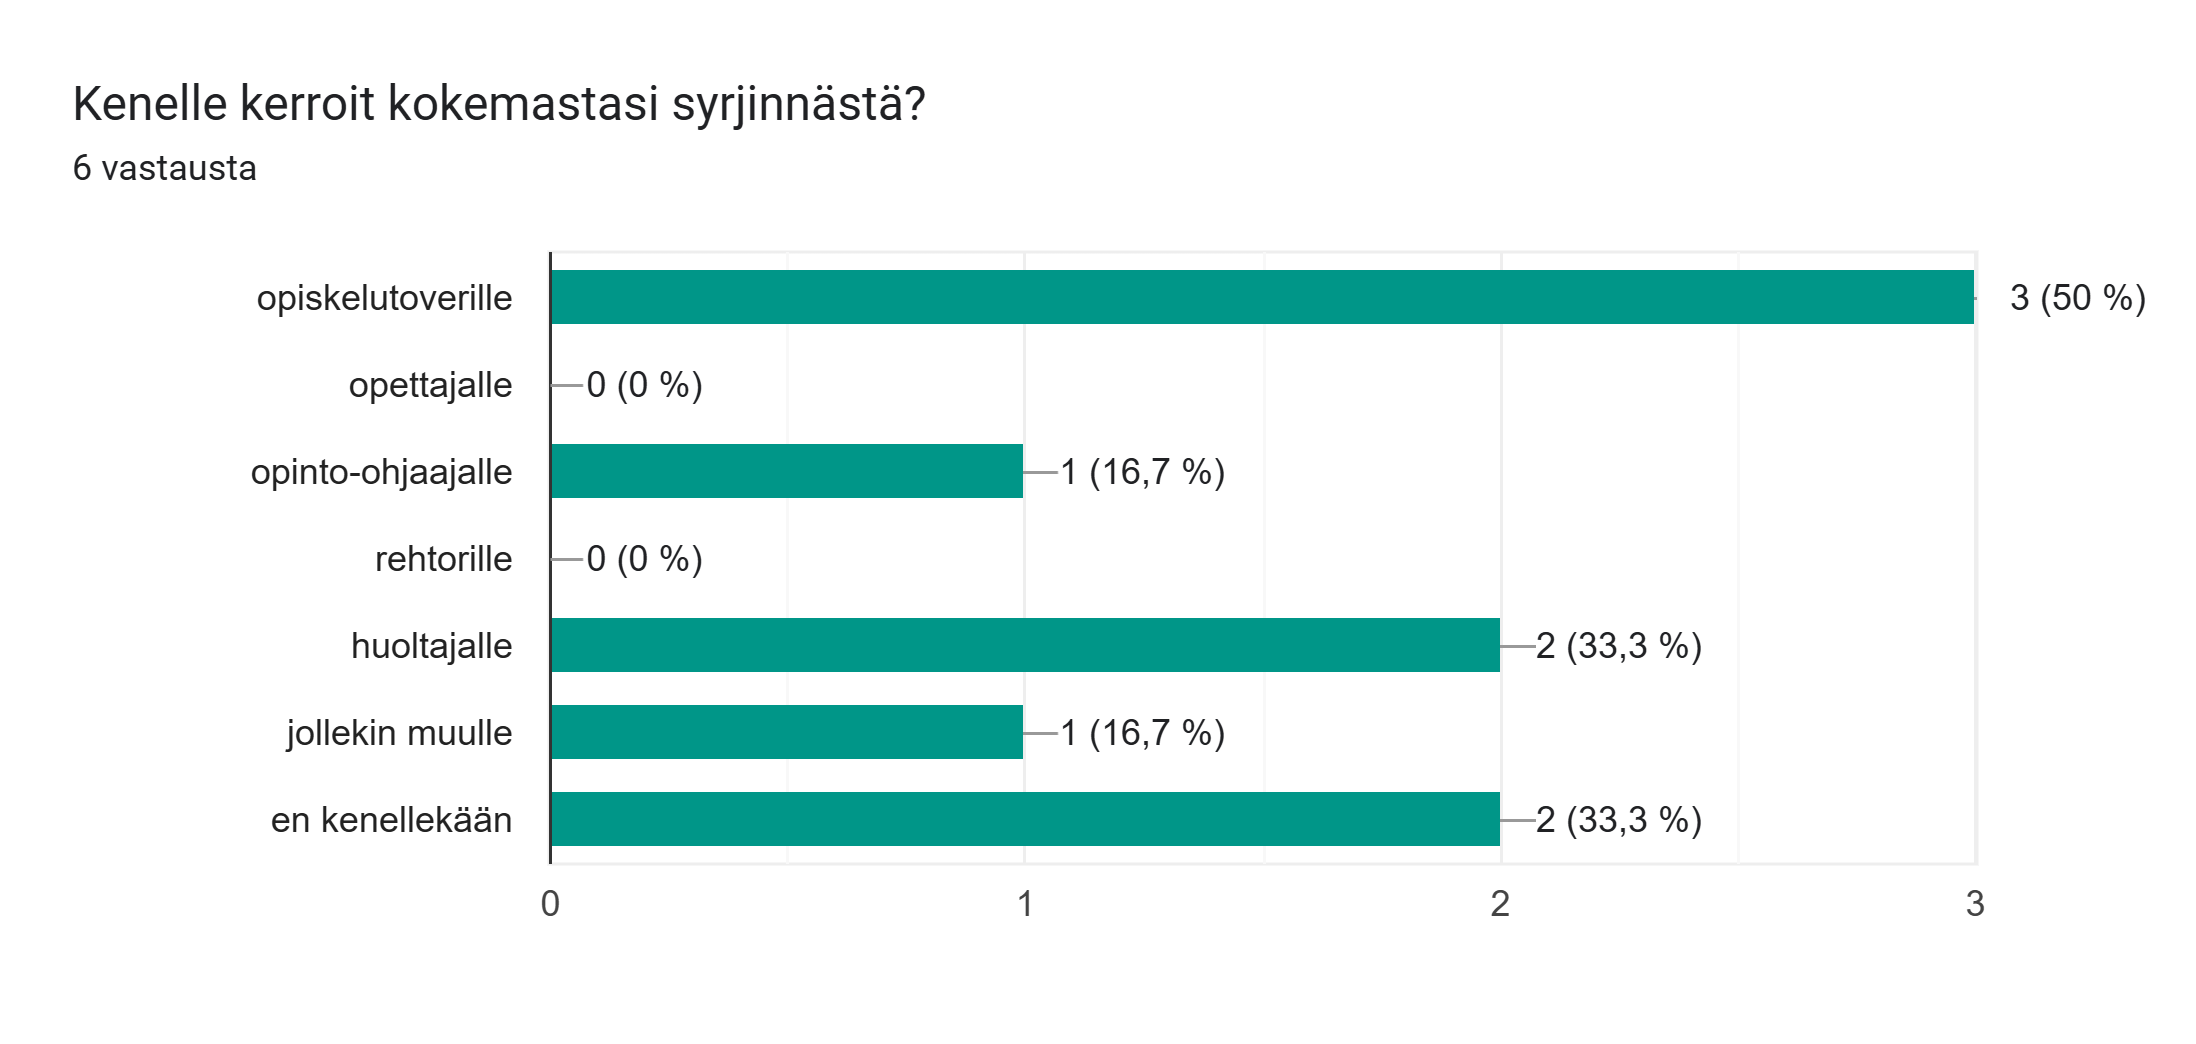 Kenelle kerroit kokemastasi syrjinnästä?
6 vastausta
opiskelutoverille 3 (50 %)
opettajalle 0 (0 %)
opinto-ohjaajalle 1 (16,7 %)
rehtorille 0 (0 %)
huoltajalle 2 (33,3 %)
jollekin muulle 1 (16,7 %)
en kenellekään 2 (33,3 %)
0 1 2 3